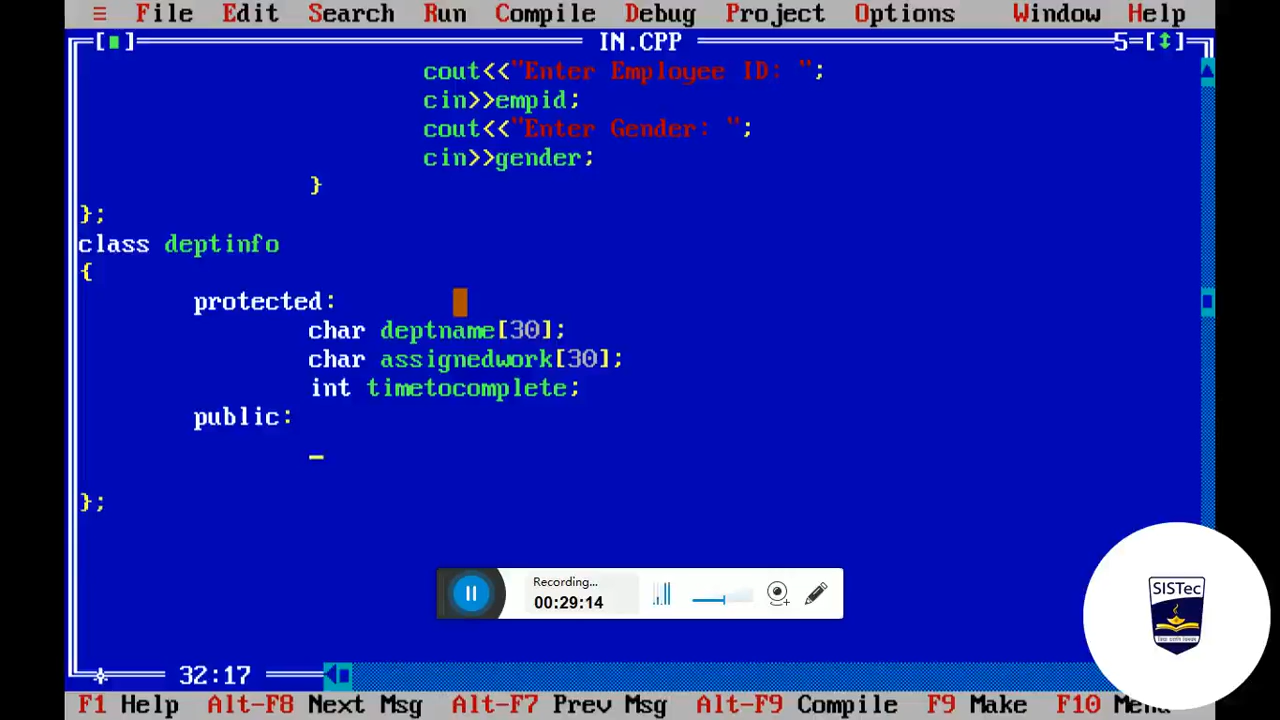 ≡ File Edit Search Run Compile Debug Project Options Window Help
[■] IN.CPP 5=[↕]
cout<<"Enter Employee ID: ";
cin>>empid;
cout<<"Enter Gender: ";
cin>>gender;
}
};
class deptinfo
{
protected:
char deptname[30];
char assignedwork[30];
int timetocomplete;
public:
};
Recording...
00:29:14
SISTec
32:17
F1 Help Alt-F8 Next Msg Alt-F7 Prev Msg Alt-F9 Compile F9 Make F10 Menu